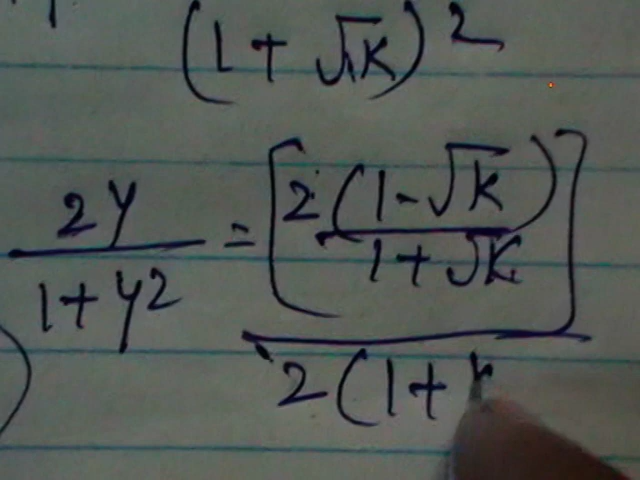 (1 + √k)2
2y / 1 + y2 = [2(1 - √k / 1 + √k)] / 2(1 +